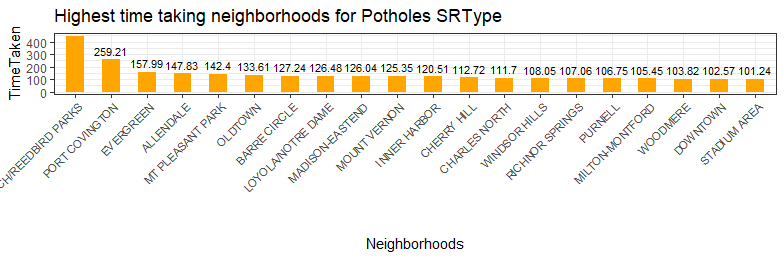 Highest time taking neighborhoods for Potholes SRType
TimeTaken
400
300
200
100
0
259.21
157.99
147.83
142.4
133.61
127.24
126.48
126.04
125.35
120.51
112.72
111.7
108.05
107.06
106.75
105.45
103.82
102.57
101.24
CH/REEDBIRD PARKS
PORT COVINGTON
EVERGREEN
ALLENDALE
MT PLEASANT PARK
OLDTOWN
BARRE CIRCLE
LOYOLA/NOTRE DAME
MADISON-EASTEND
MOUNT VERNON
INNER HARBOR
CHERRY HILL
CHARLES NORTH
WINDSOR HILLS
RICHNOR SPRINGS
PURNELL
MILTON-MONTFORD
WOODMERE
DOWNTOWN
STADIUM AREA
Neighborhoods